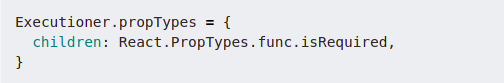 Executioner.propTypes = {
  children: React.PropTypes.func.isRequired,
}